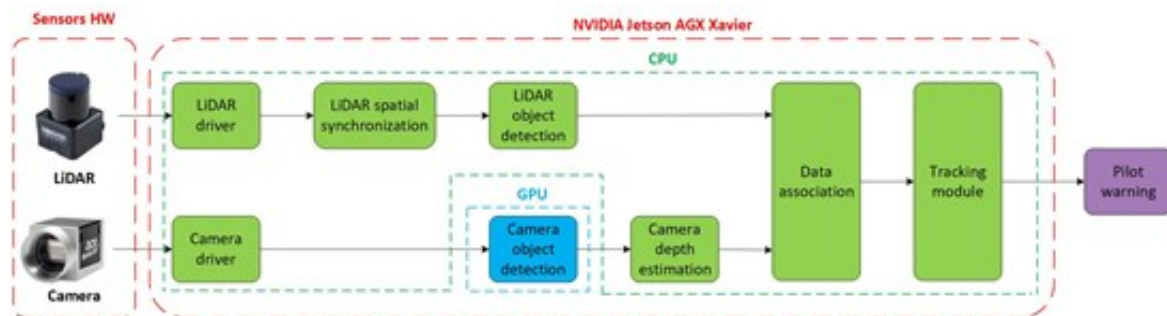 Sensors HW
NVIDIA Jetson AGX Xavier
CPU
LiDAR
driver
LiDAR spatial
synchronization
LiDAR
object
detection
LiDAR
GPU
Data
association
Tracking
module
Pilot
warning
Camera
driver
Camera
object
detection
Camera
depth
estimation
Camera